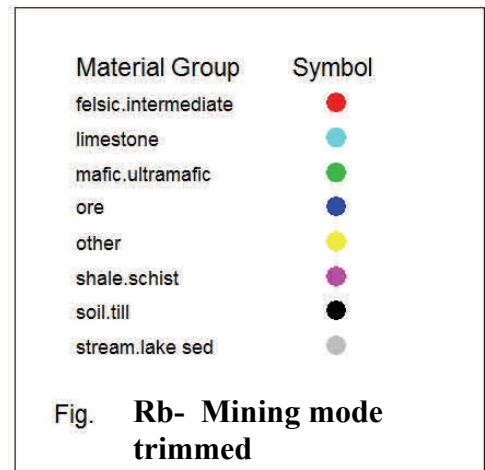 Material Group Symbol
felsic.intermediate
limestone
mafic.ultramafic
ore
other
shale.schist
soil.till
stream.lake sed
Fig. Rb- Mining mode
trimmed